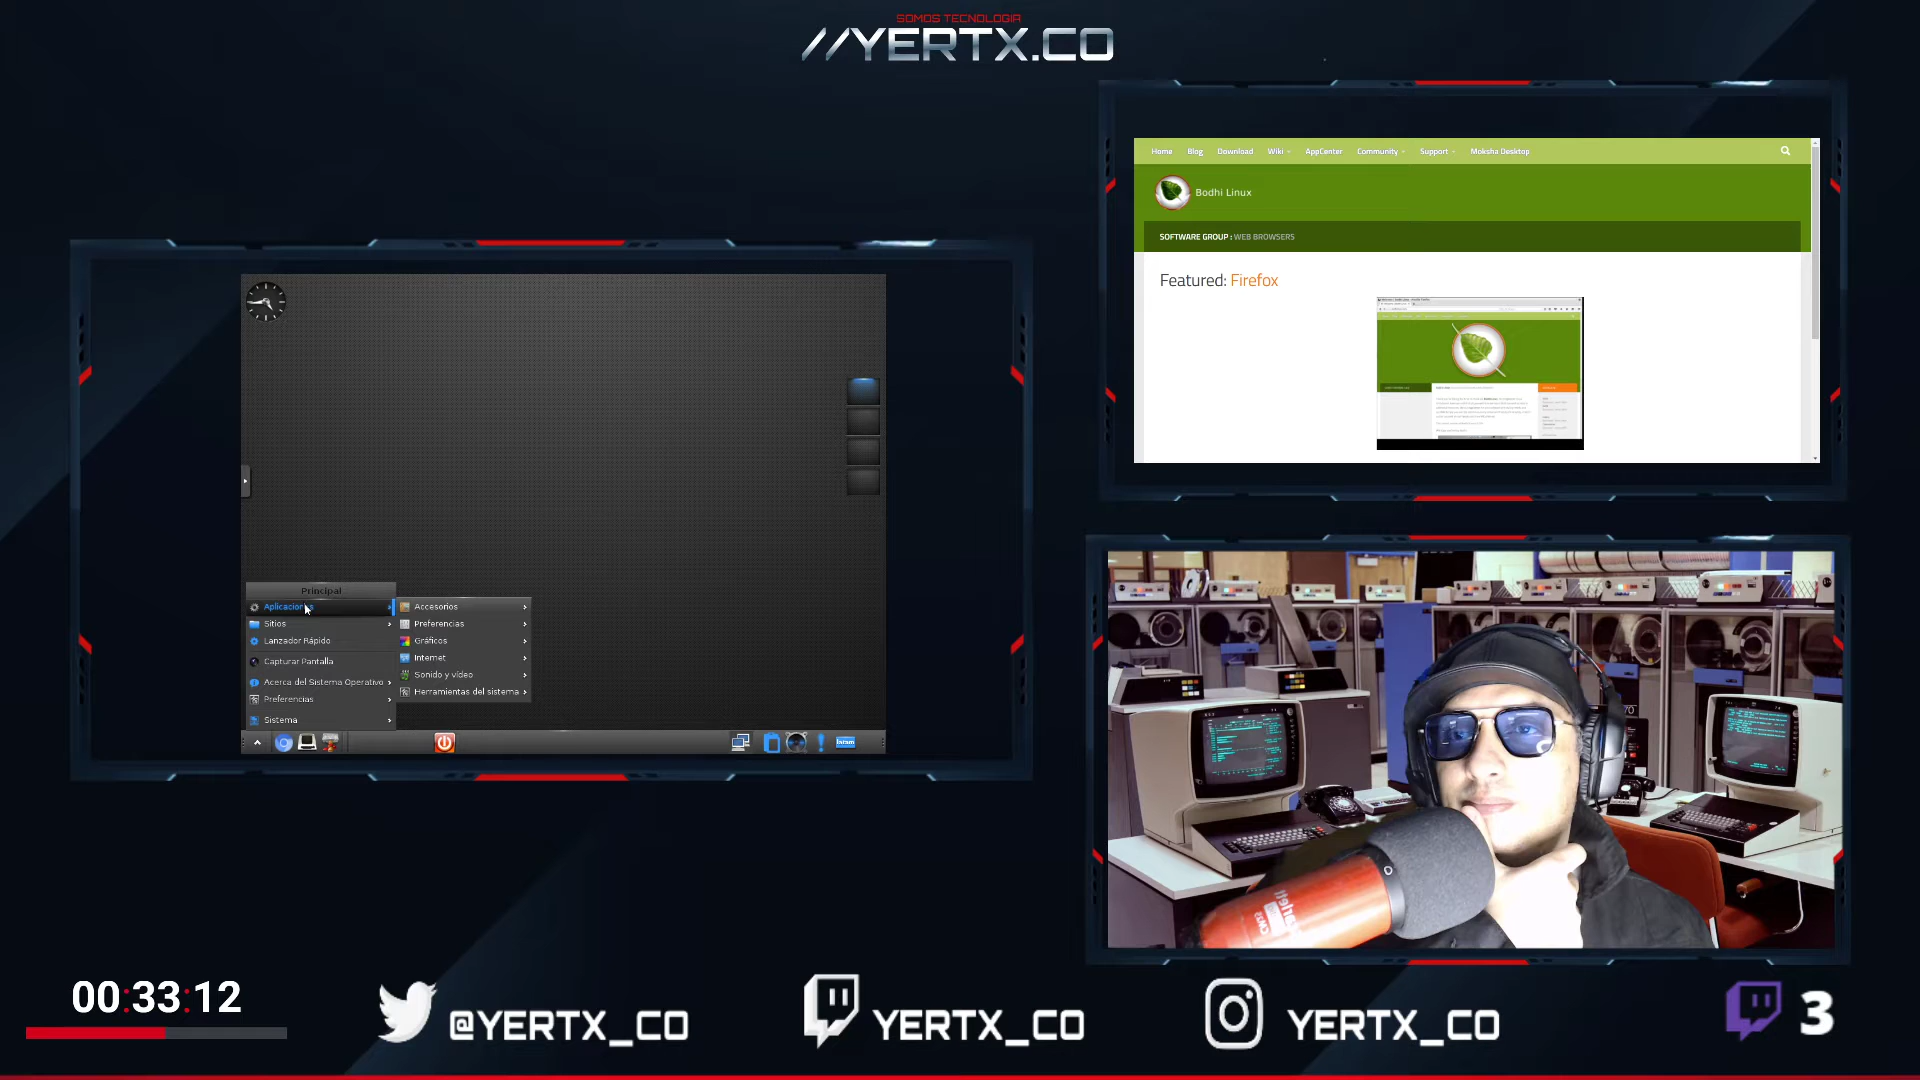 SOMOS TECNOLOGIA
//YERTX.CO
Home Blog Download Wiki AppCenter Community Support Moksha Desktop
Bodhi Linux
SOFTWARE GROUP : WEB BROWSERS
Featured: Firefox
Principal
Aplicaciones
Sitios
Lanzador Rápido
Capturar Pantalla
Acerca del Sistema Operativo
Preferencias
Sistema
Accesorios
Preferencias
Gráficos
Internet
Sonido y vídeo
Herramientas del sistema
latam
70
00:33:12
@YERTX_CO
YERTX_CO
YERTX_CO
3